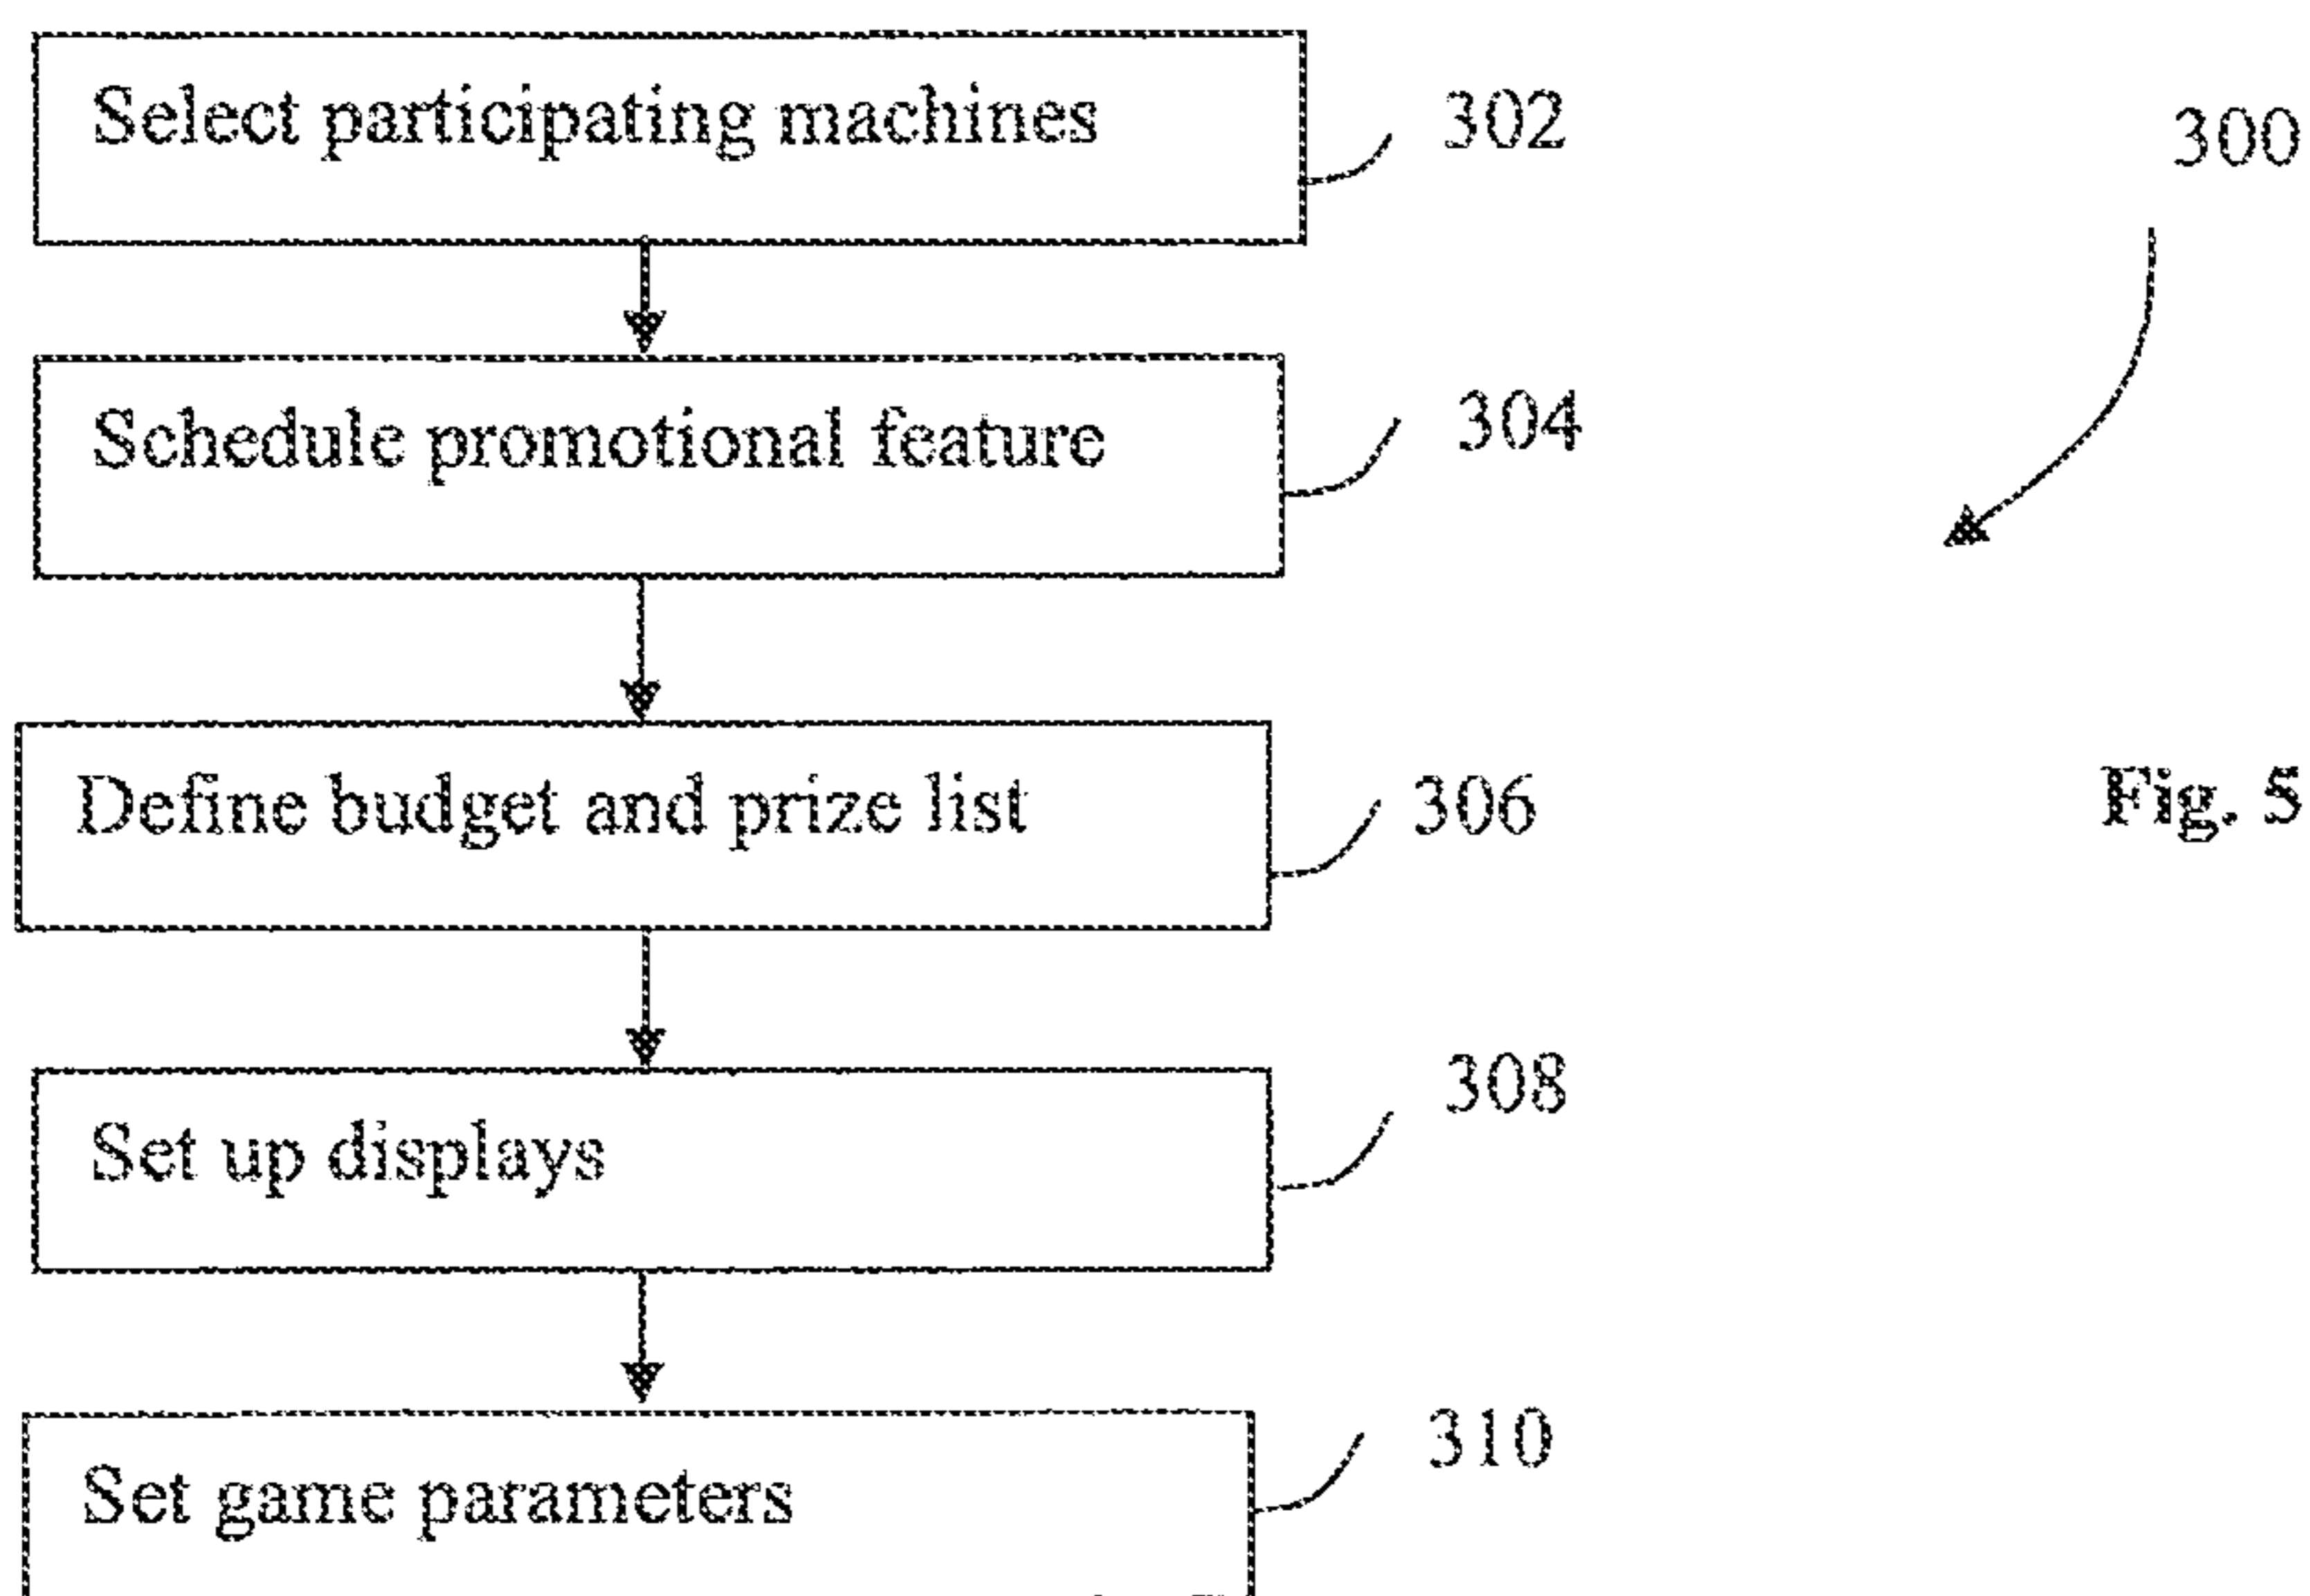 Select participating machines
302
300
Schedule promotional feature
304
Define budget and prize list
306
Fig. 5
Set up displays
308
Set game parameters
310